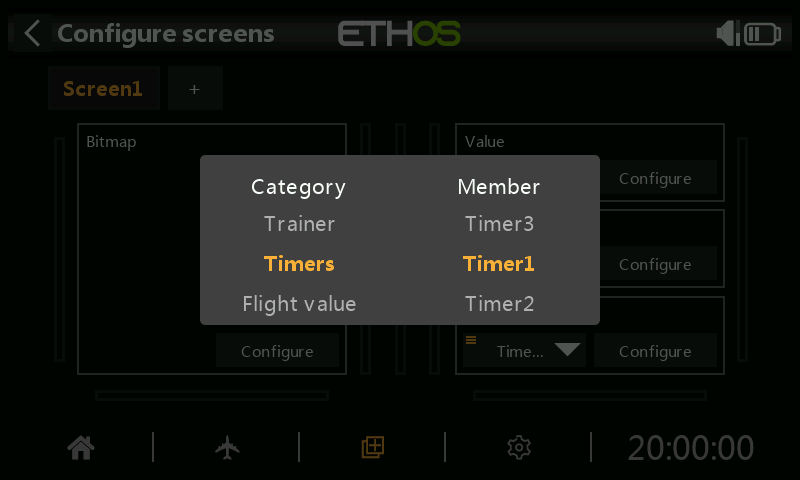 Configure screens
ETHOS
Screen1
+
Bitmap
Value
Configure
Category
Member
Trainer
Timer3
Timers
Timer1
Configure
Flight value
Timer2
Configure
Time...
Configure
20:00:00